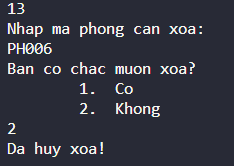 13
Nhap ma phong can xoa:
PH006
Ban co chac muon xoa?
1. Co
2. Khong
2
Da huy xoa!